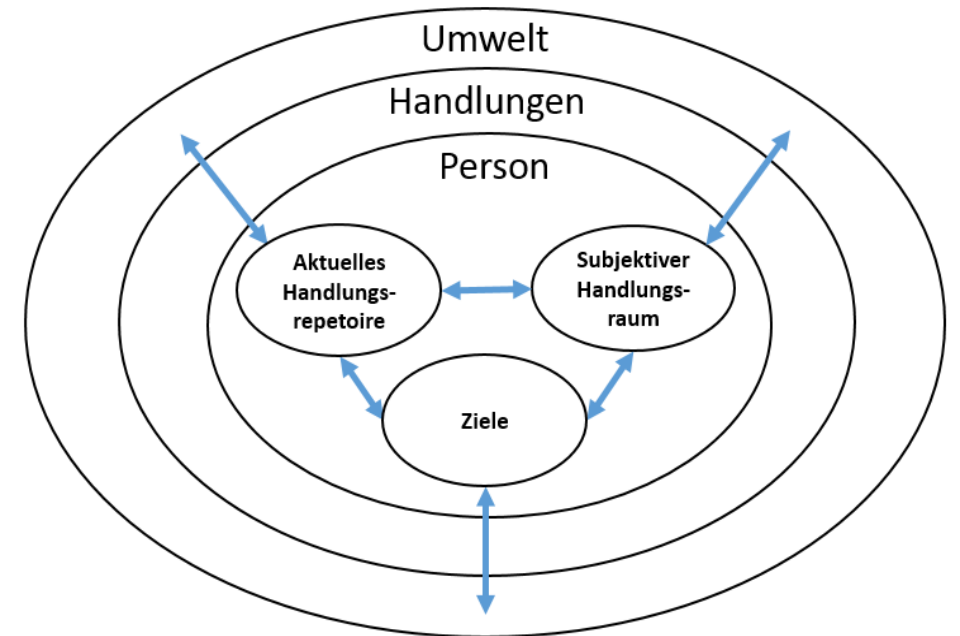 Umwelt
Handlungen
Person
Aktuelles
Handlungs-
repetoire
Subjektiver
Handlungs-
raum
Ziele